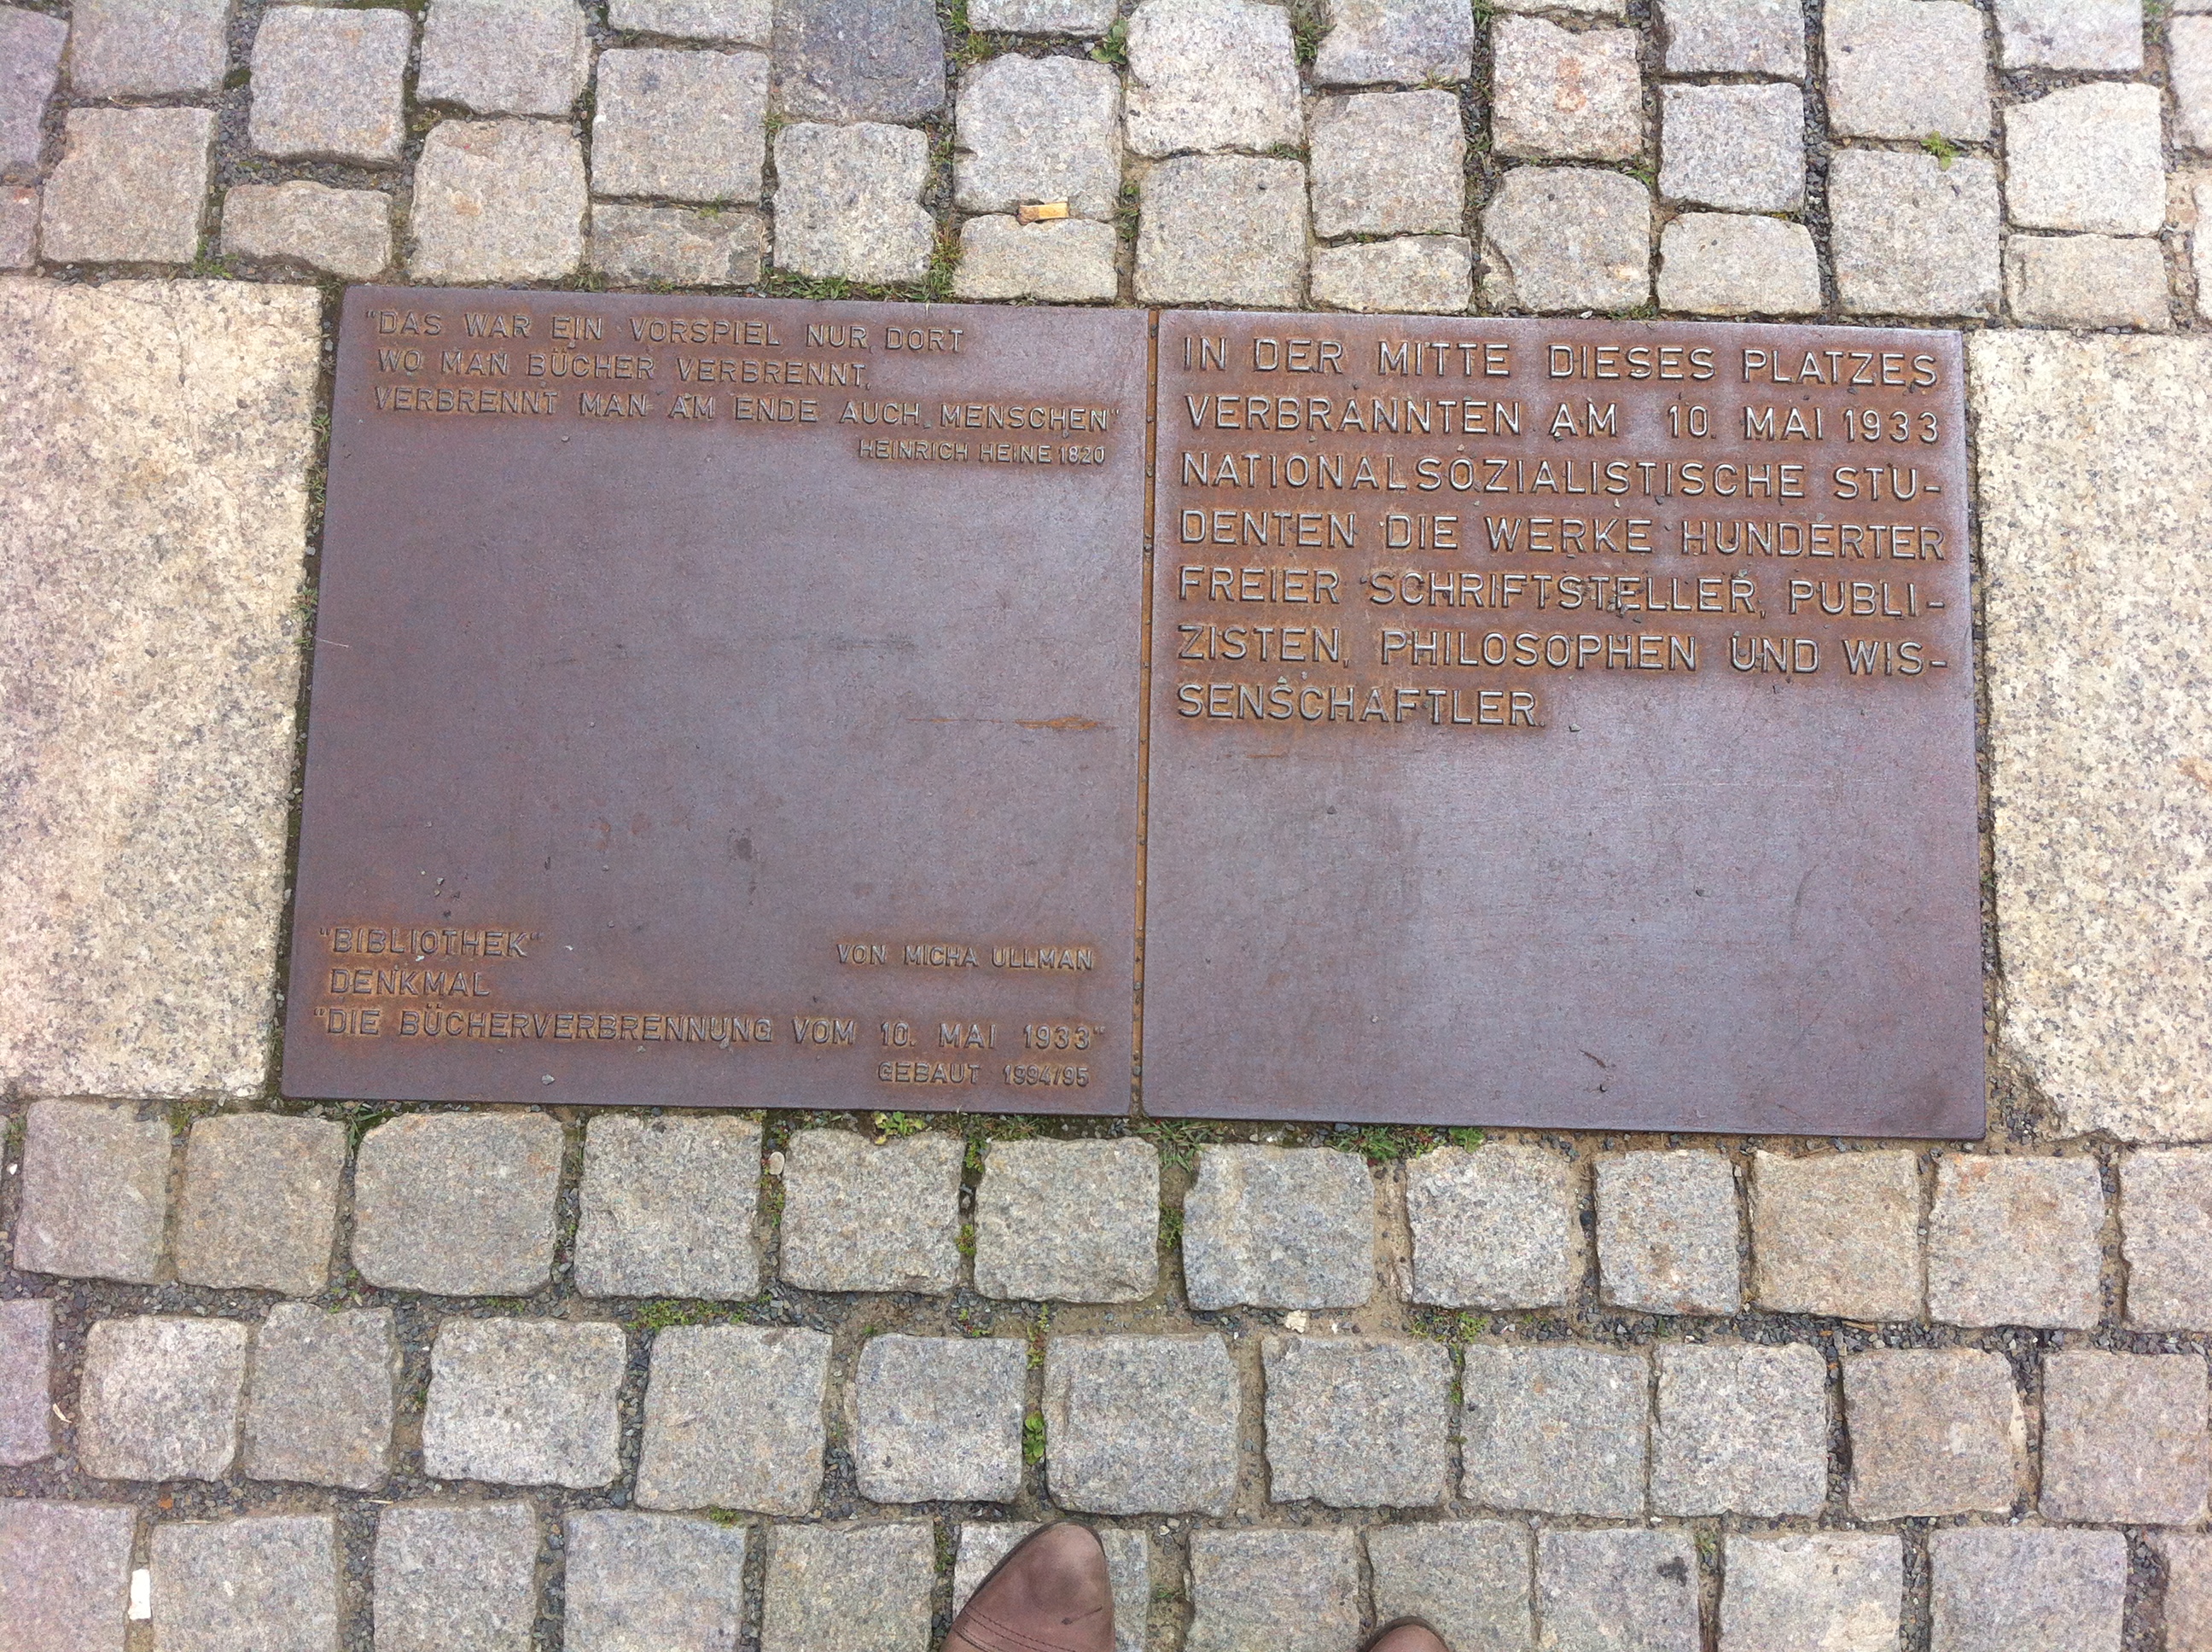 "DAS WAR EIN VORSPIEL NUR DORT
WO MAN BÜCHER VERBRENNT,
VERBRENNT MAN AM ENDE AUCH MENSCHEN"
HEINRICH HEINE 1820
"BIBLIOTHEK"
VON MICHA ULLMAN
DENKMAL
"DIE BÜCHERVERBRENNUNG VOM 10. MAI 1933"
GEBAUT 1994/95
IN DER MITTE DIESES PLATZES
VERBRANNTEN AM 10. MAI 1933
NATIONALSOZIALISTISCHE STU-
DENTEN DIE WERKE HUNDERTER
FREIER SCHRIFTSTELLER, PUBLI-
ZISTEN, PHILOSOPHEN UND WIS-
SENSCHAFTLER.